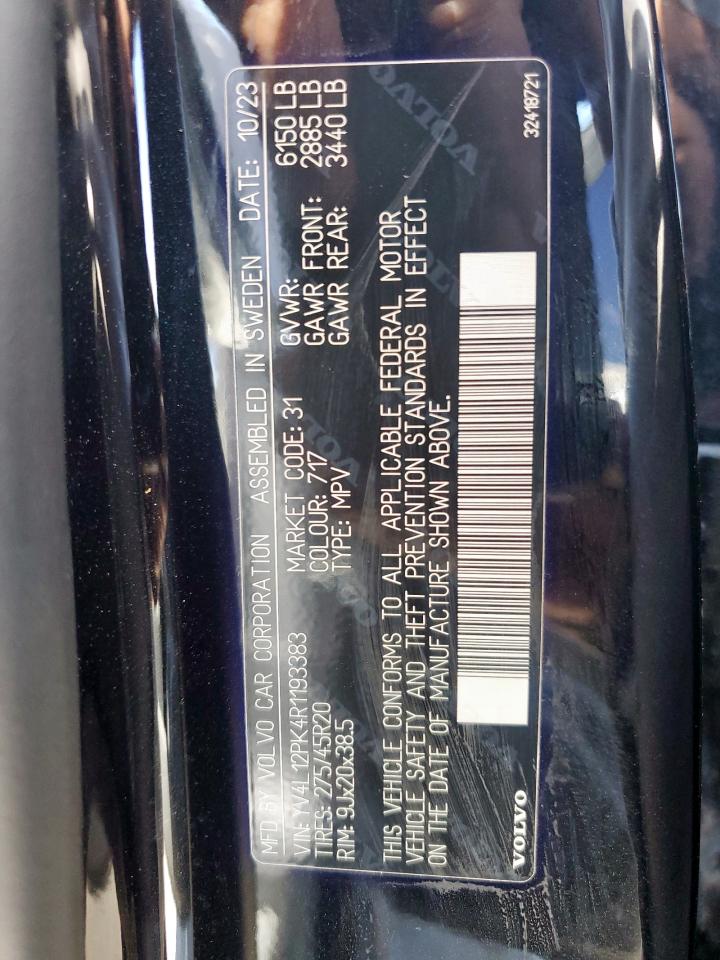 MFD BY VOLVO CAR CORPORATION ASSEMBLED IN SWEDEN DATE: 10/23
VIN: YV4L12PK4R1193383 MARKET CODE: 31 GVWR: 6150 LB
TIRES: 275/45R20 COLOUR: 717 GAWR FRONT: 2885 LB
RIM: 9Jx20x38.5 TYPE: MPV GAWR REAR: 3440 LB
THIS VEHICLE CONFORMS TO ALL APPLICABLE FEDERAL MOTOR
VEHICLE SAFETY AND THEFT PREVENTION STANDARDS IN EFFECT
ON THE DATE OF MANUFACTURE SHOWN ABOVE.
VOLVO 32418721